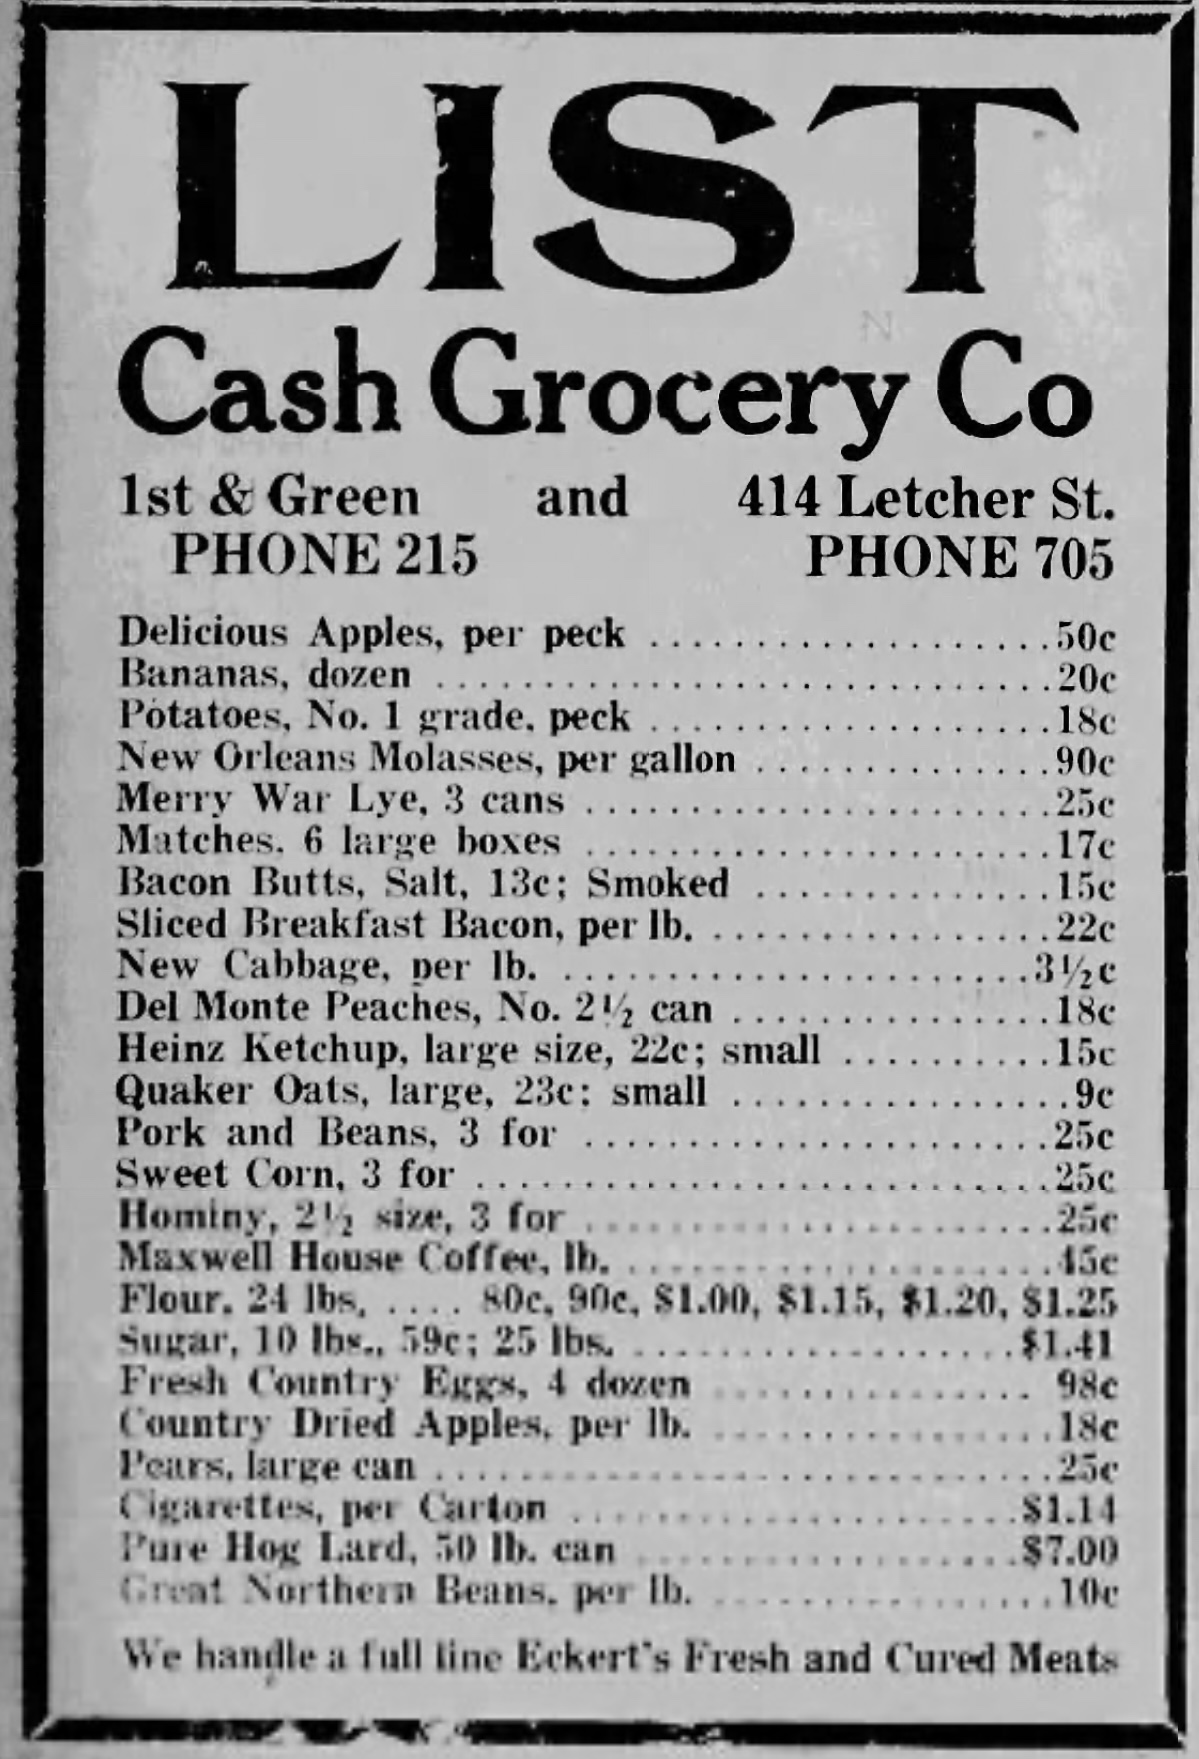 LIST
Cash Grocery Co
1st & Green and 414 Letcher St.
PHONE 215 PHONE 705
Delicious Apples, per peck ...................50c
Bananas, dozen .............................20c
Potatoes, No. 1 grade, peck ...................18c
New Orleans Molasses, per gallon ..............90c
Merry War Lye, 3 cans ......................25c
Matches. 6 large boxes ......................17c
Bacon Butts, Salt, 13c; Smoked ..............15c
Sliced Breakfast Bacon, per lb. ................22c
New Cabbage, per lb. ......................3½c
Del Monte Peaches, No. 2½ can ...............18c
Heinz Ketchup, large size, 22c; small ..........15c
Quaker Oats, large, 23c; small ................9c
Pork and Beans, 3 for ......................25c
Sweet Corn, 3 for ...........................25c
Hominy, 2½ size, 3 for ......................25c
Maxwell House Coffee, lb. ....................45c
Flour, 24 lbs. .... 80c, 90c, $1.00, $1.15, $1.20, $1.25
Sugar, 10 lbs., 59c; 25 lbs. ..................$1.41
Fresh Country Eggs, 4 dozen ............... 98c
Country Dried Apples, per lb. ................18c
Pears, large can .............................25c
Cigarettes, per Carton .....................$1.14
Pure Hog Lard, 50 lb. can ..................$7.00
Great Northern Beans, per lb. ................10c
We handle a full line Eckert's Fresh and Cured Meats